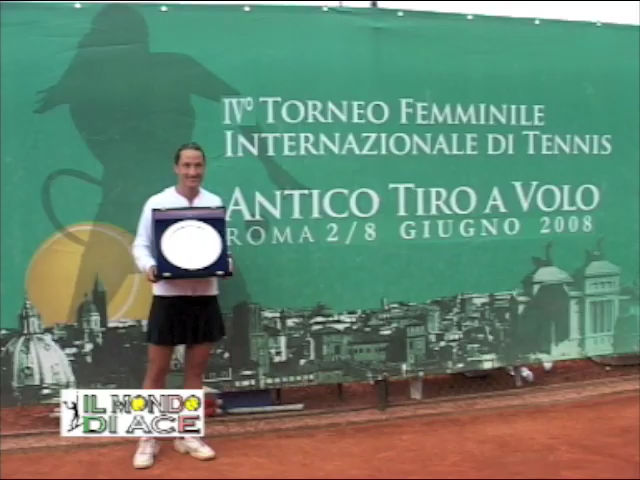 IV° TORNEO FEMMINILE
INTERNAZIONALE DI TENNIS
ANTICO TIRO A VOLO
ROMA 2/8 GIUGNO 2008
IL MONDO
DI ACE